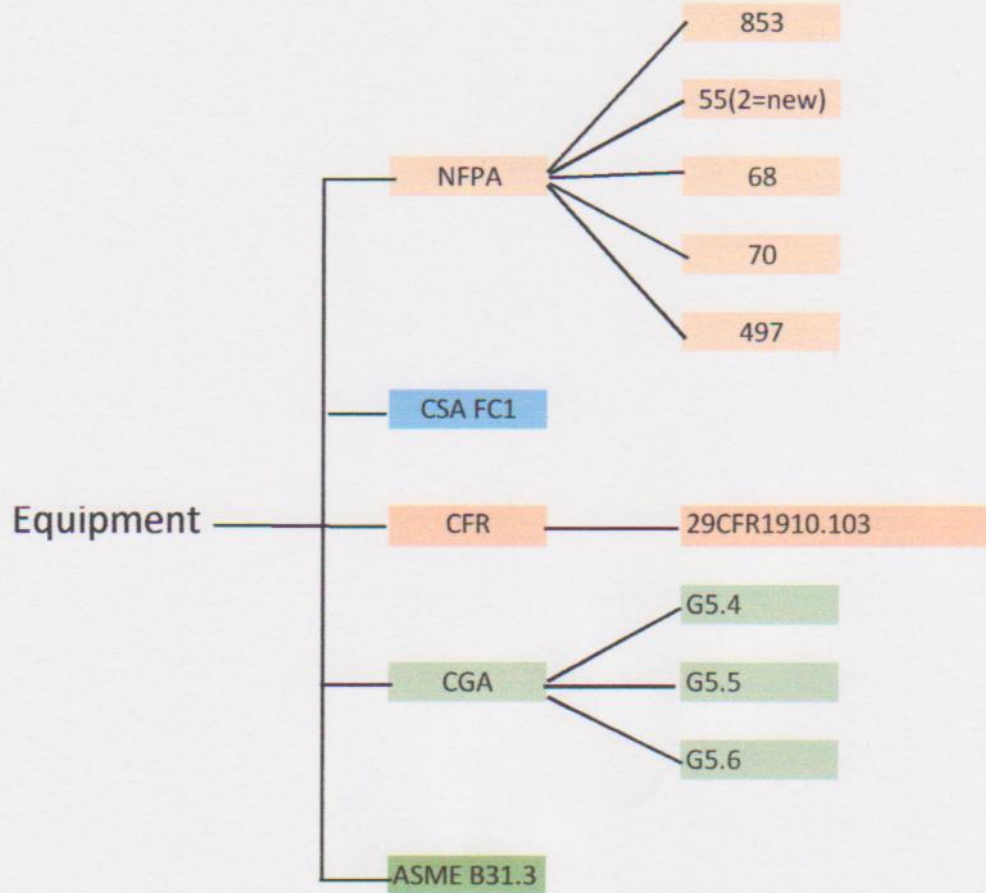 853
55(2=new)
NFPA
68
70
497
CSA FC1
Equipment
CFR
29CFR1910.103
G5.4
CGA
G5.5
G5.6
ASME B31.3